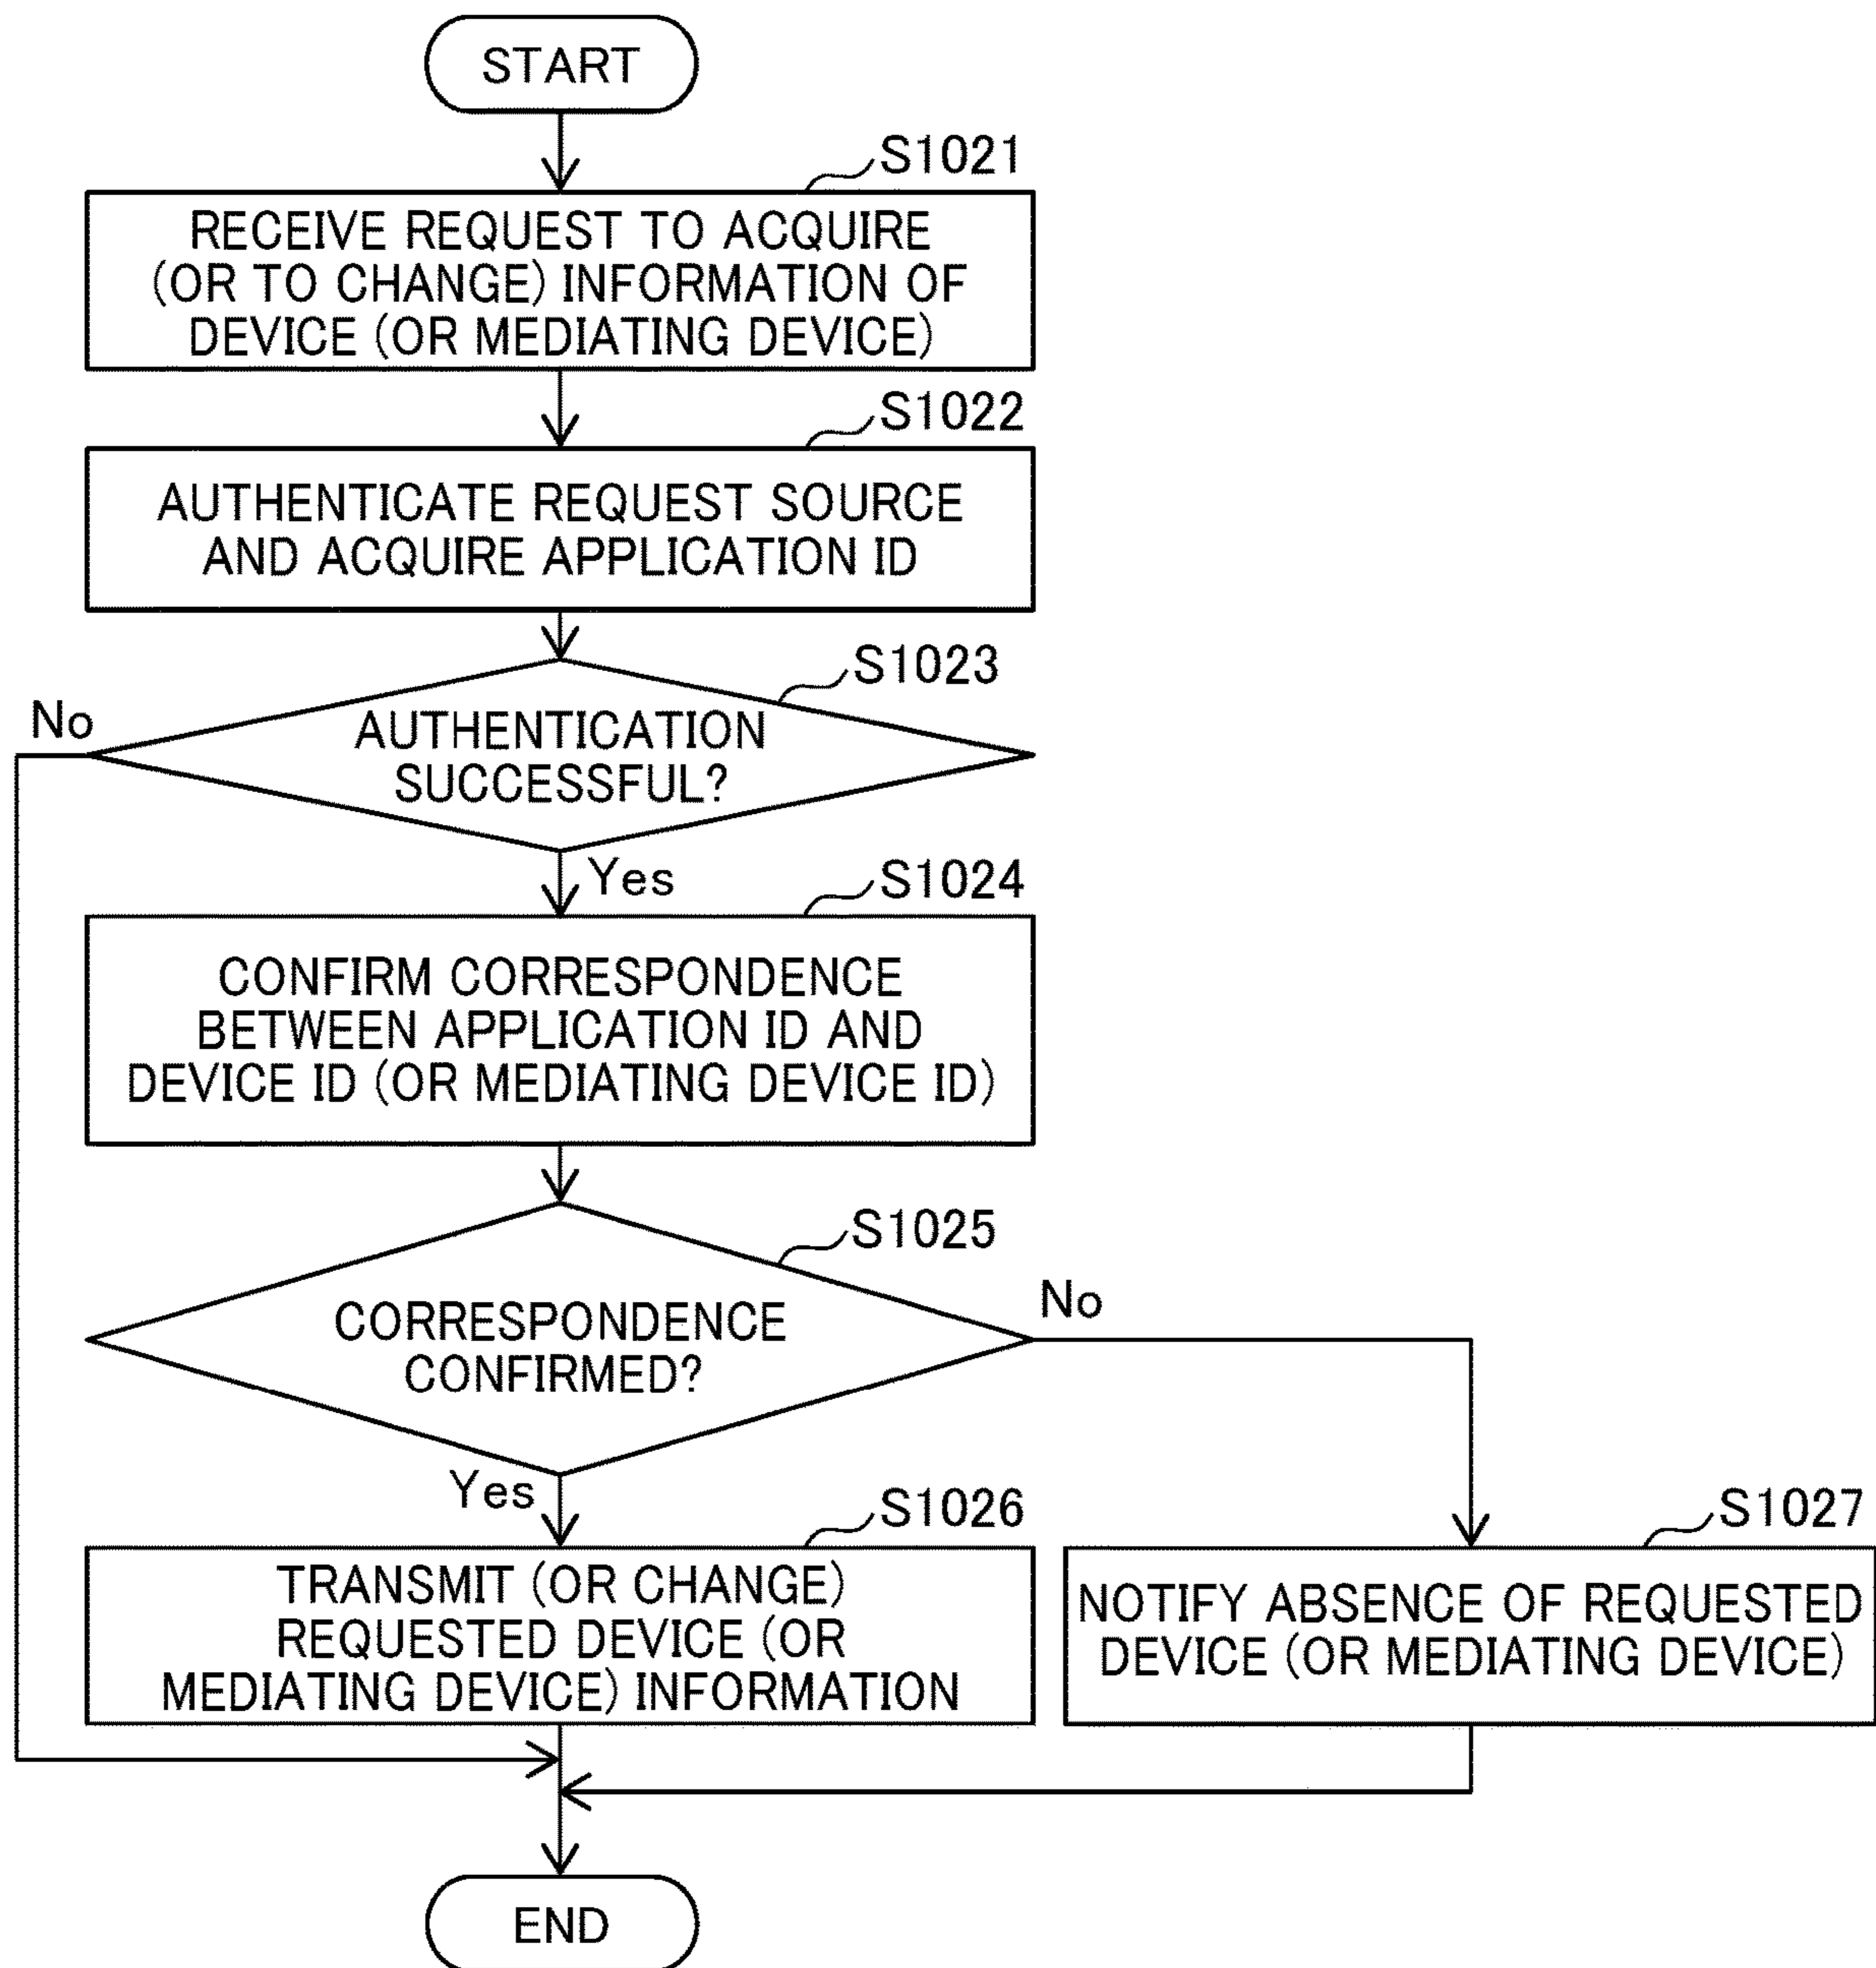 START
S1021
RECEIVE REQUEST TO ACQUIRE
(OR TO CHANGE) INFORMATION OF
DEVICE (OR MEDIATING DEVICE)
S1022
AUTHENTICATE REQUEST SOURCE
AND ACQUIRE APPLICATION ID
S1023
No
AUTHENTICATION
SUCCESSFUL?
Yes
S1024
CONFIRM CORRESPONDENCE
BETWEEN APPLICATION ID AND
DEVICE ID (OR MEDIATING DEVICE ID)
S1025
No
CORRESPONDENCE
CONFIRMED?
Yes
S1026
TRANSMIT (OR CHANGE)
REQUESTED DEVICE (OR
MEDIATING DEVICE) INFORMATION
S1027
NOTIFY ABSENCE OF REQUESTED
DEVICE (OR MEDIATING DEVICE)
END